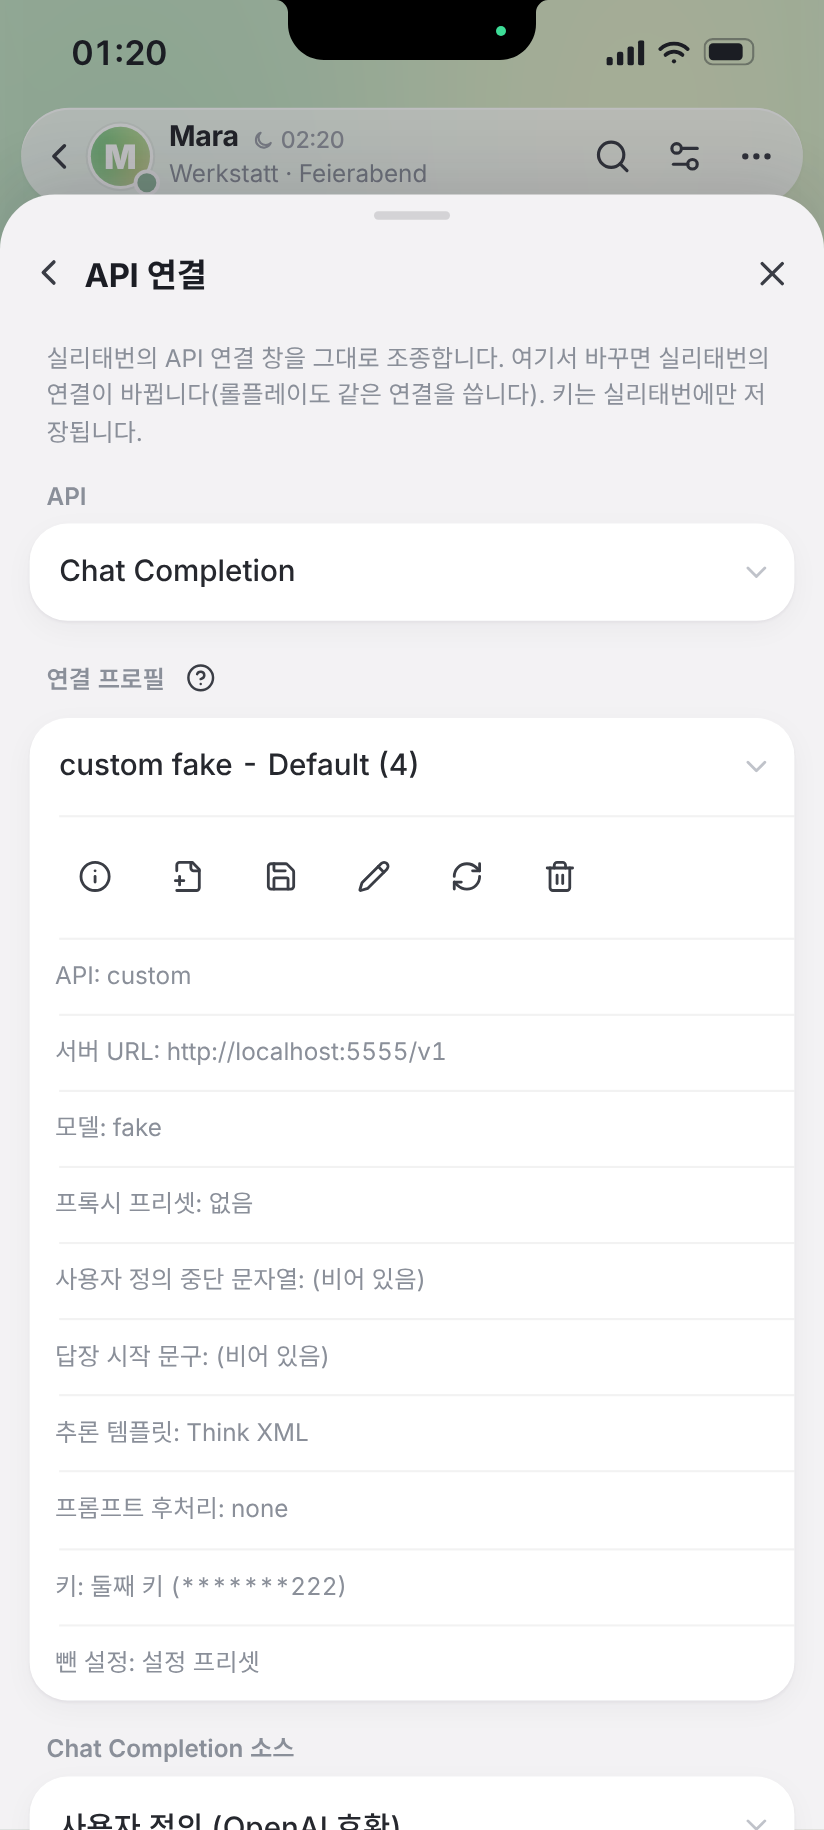 01:20
Mara 02:20
Werkstatt · Feierabend
API 연결
실리태번의 API 연결 창을 그대로 조종합니다. 여기서 바꾸면 실리태번의
연결이 바뀝니다(롤플레이도 같은 연결을 씁니다). 키는 실리태번에만 저
장됩니다.
API
Chat Completion
연결 프로필
custom fake - Default (4)
API: custom
서버 URL: http://localhost:5555/v1
모델: fake
프록시 프리셋: 없음
사용자 정의 중단 문자열: (비어 있음)
답장 시작 문구: (비어 있음)
추론 템플릿: Think XML
프롬프트 후처리: none
키: 둘째 키 (*******222)
뺀 설정: 설정 프리셋
Chat Completion 소스
사용자 정의 (OpenAI 호환)